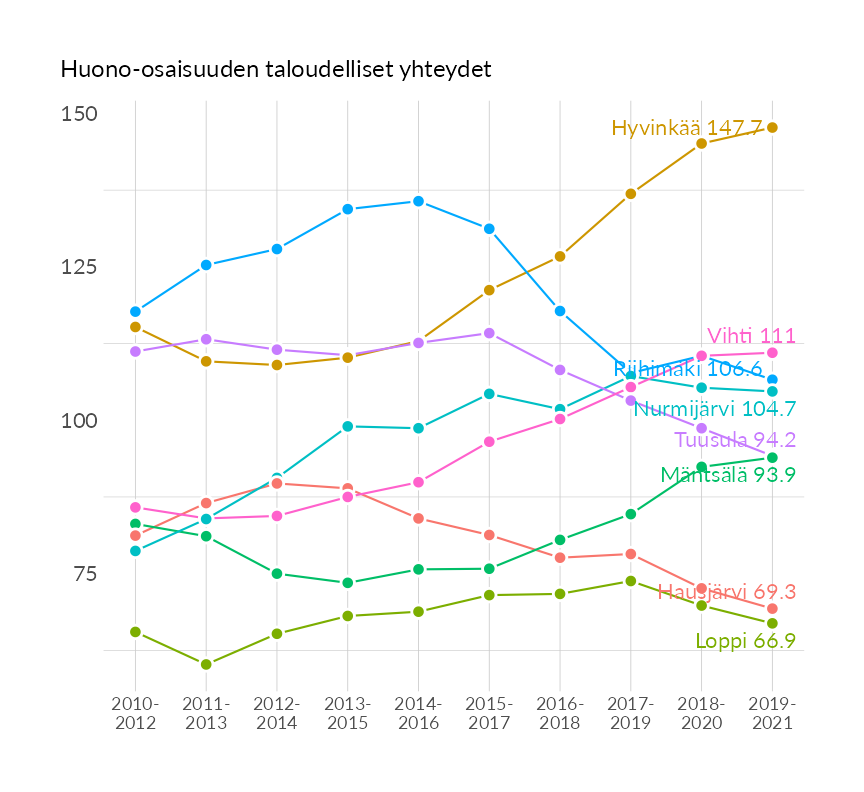 Huono-osaisuuden taloudelliset yhteydet
150
Hyvinkää 147.7
125
Vihti 111
Riihimäki 106.6
Nurmijärvi 104.7
100
Tuusula 94.2
Mäntsälä 93.9
75
Hausjärvi 69.3
Loppi 66.9
2010- 2011- 2012- 2013- 2014- 2015- 2016- 2017- 2018- 2019-
2012 2013 2014 2015 2016 2017 2018 2019 2020 2021